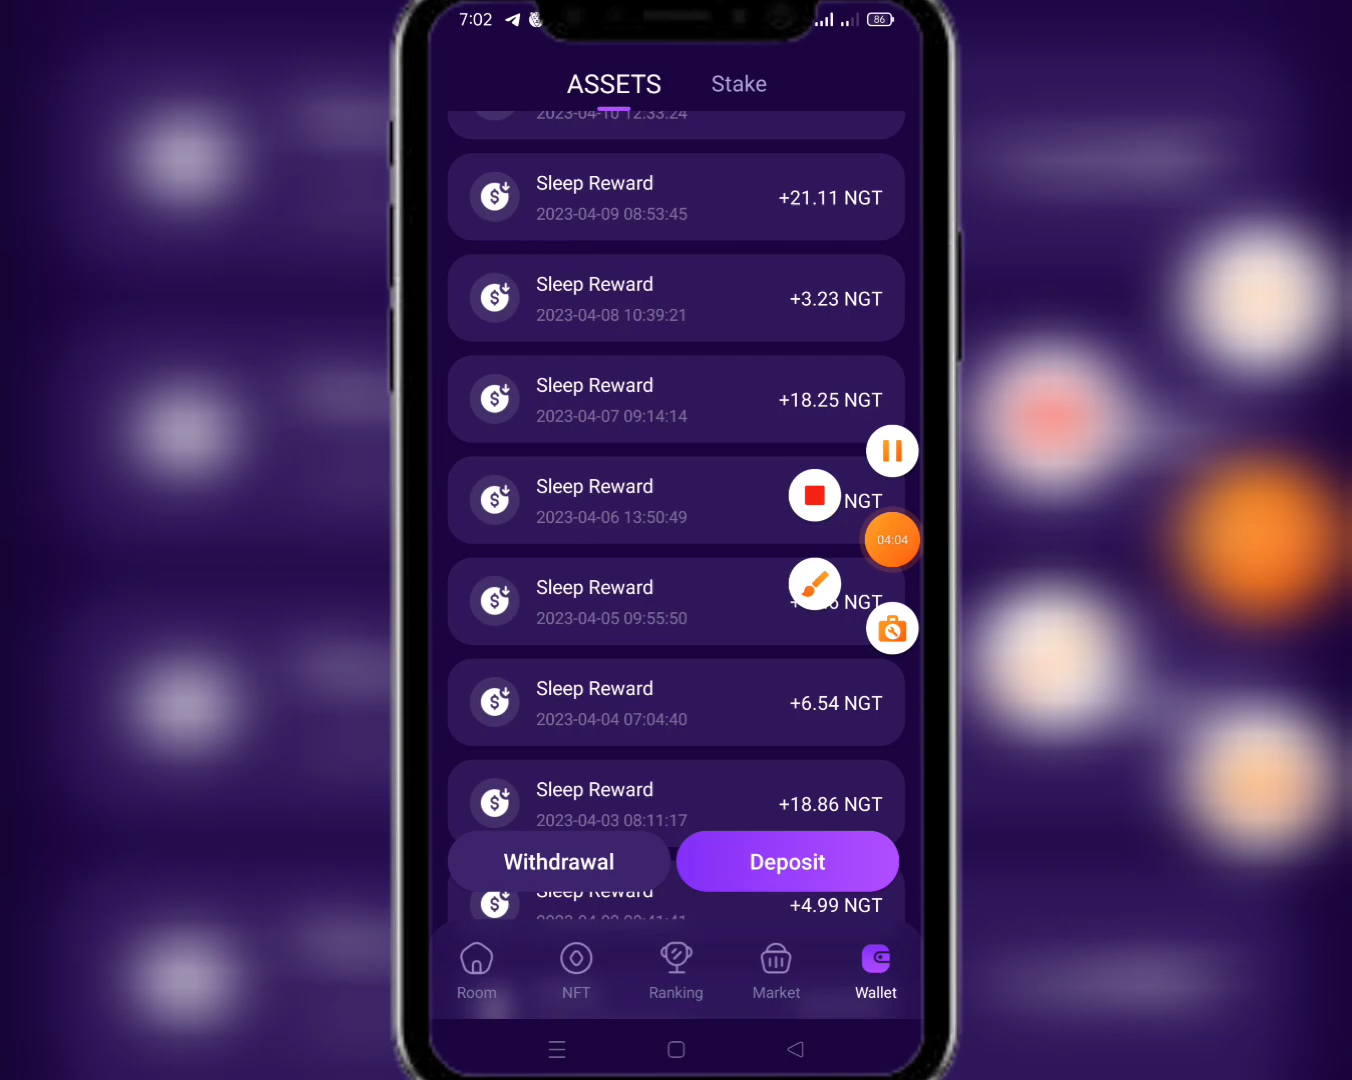 7:02
86
ASSETS Stake
2023-04-10 12:33:24
Sleep Reward
+21.11 NGT
2023-04-09 08:53:45
Sleep Reward
+3.23 NGT
2023-04-08 10:39:21
Sleep Reward
+18.25 NGT
2023-04-07 09:14:14
Sleep Reward
NGT
2023-04-06 13:50:49
04:04
Sleep Reward
NGT
2023-04-05 09:55:50
Sleep Reward
+6.54 NGT
2023-04-04 07:04:40
Sleep Reward
+18.86 NGT
2023-04-03 08:11:17
Withdrawal Deposit
Sleep Reward
+4.99 NGT
Room NFT Ranking Market Wallet